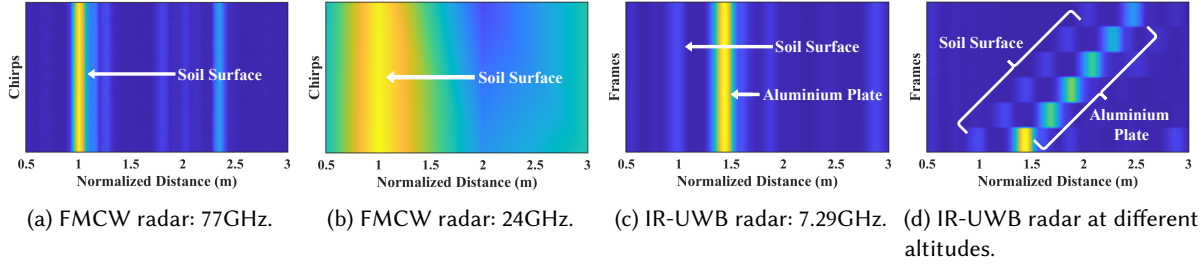 Chirps
Soil Surface
0.5 1 1.5 2 2.5 3
Normalized Distance (m)
(a) FMCW radar: 77GHz.
Chirps
Soil Surface
0.5 1 1.5 2 2.5 3
Normalized Distance (m)
(b) FMCW radar: 24GHz.
Frames
Soil Surface
Aluminium Plate
0.5 1 1.5 2 2.5 3
Normalized Distance (m)
(c) IR-UWB radar: 7.29GHz.
Frames
Soil Surface
Aluminium
Plate
0.5 1 1.5 2 2.5 3
Normalized Distance (m)
(d) IR-UWB radar at different
altitudes.